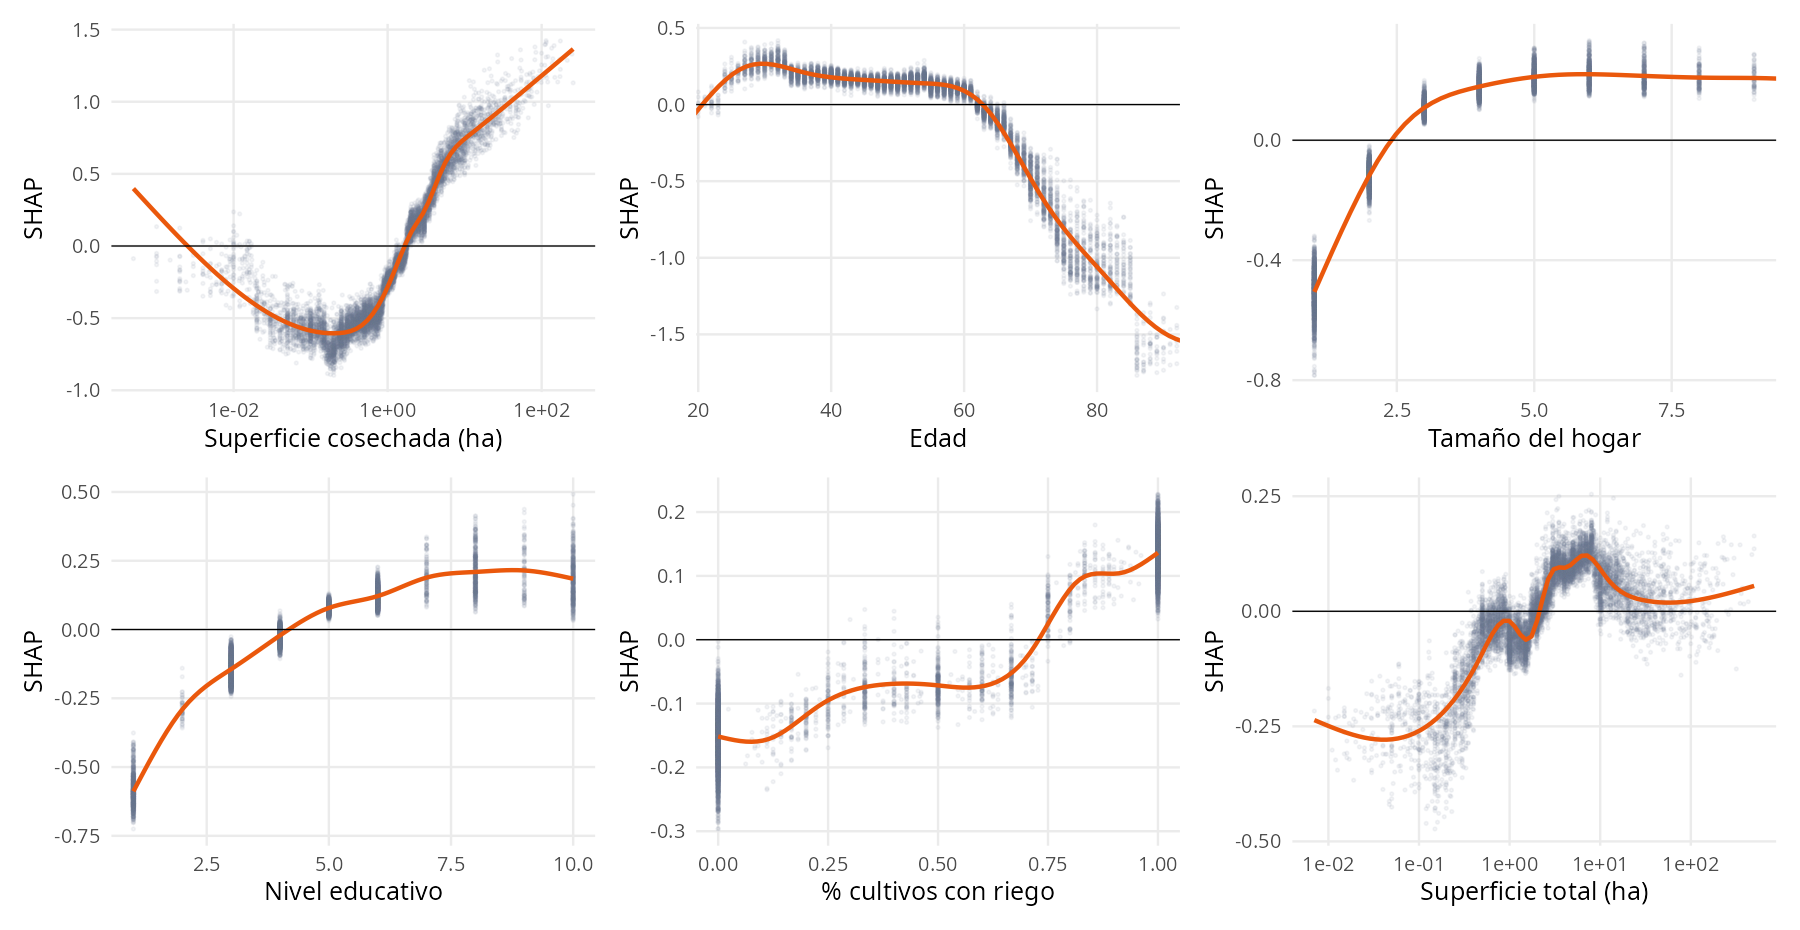 1.5
1.0
0.5
0.0
-0.5
-1.0
SHAP
1e-02 1e+00 1e+02
Superficie cosechada (ha)
0.5
0.0
-0.5
-1.0
-1.5
SHAP
20 40 60 80
Edad
0.0
-0.4
-0.8
SHAP
2.5 5.0 7.5
Tamaño del hogar
0.50
0.25
0.00
-0.25
-0.50
-0.75
SHAP
2.5 5.0 7.5 10.0
Nivel educativo
0.2
0.1
0.0
-0.1
-0.2
-0.3
SHAP
0.00 0.25 0.50 0.75 1.00
% cultivos con riego
0.25
0.00
-0.25
-0.50
SHAP
1e-02 1e-01 1e+00 1e+01 1e+02
Superficie total (ha)